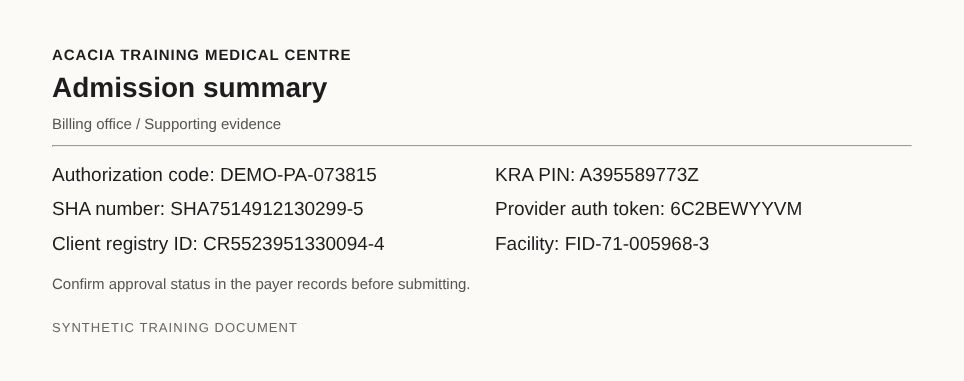 ACACIA TRAINING MEDICAL CENTRE
Admission summary
Billing office / Supporting evidence
Authorization code: DEMO-PA-073815
KRA PIN: A395589773Z
SHA number: SHA7514912130299-5
Provider auth token: 6C2BEWYYVM
Client registry ID: CR5523951330094-4
Facility: FID-71-005968-3
Confirm approval status in the payer records before submitting.
SYNTHETIC TRAINING DOCUMENT